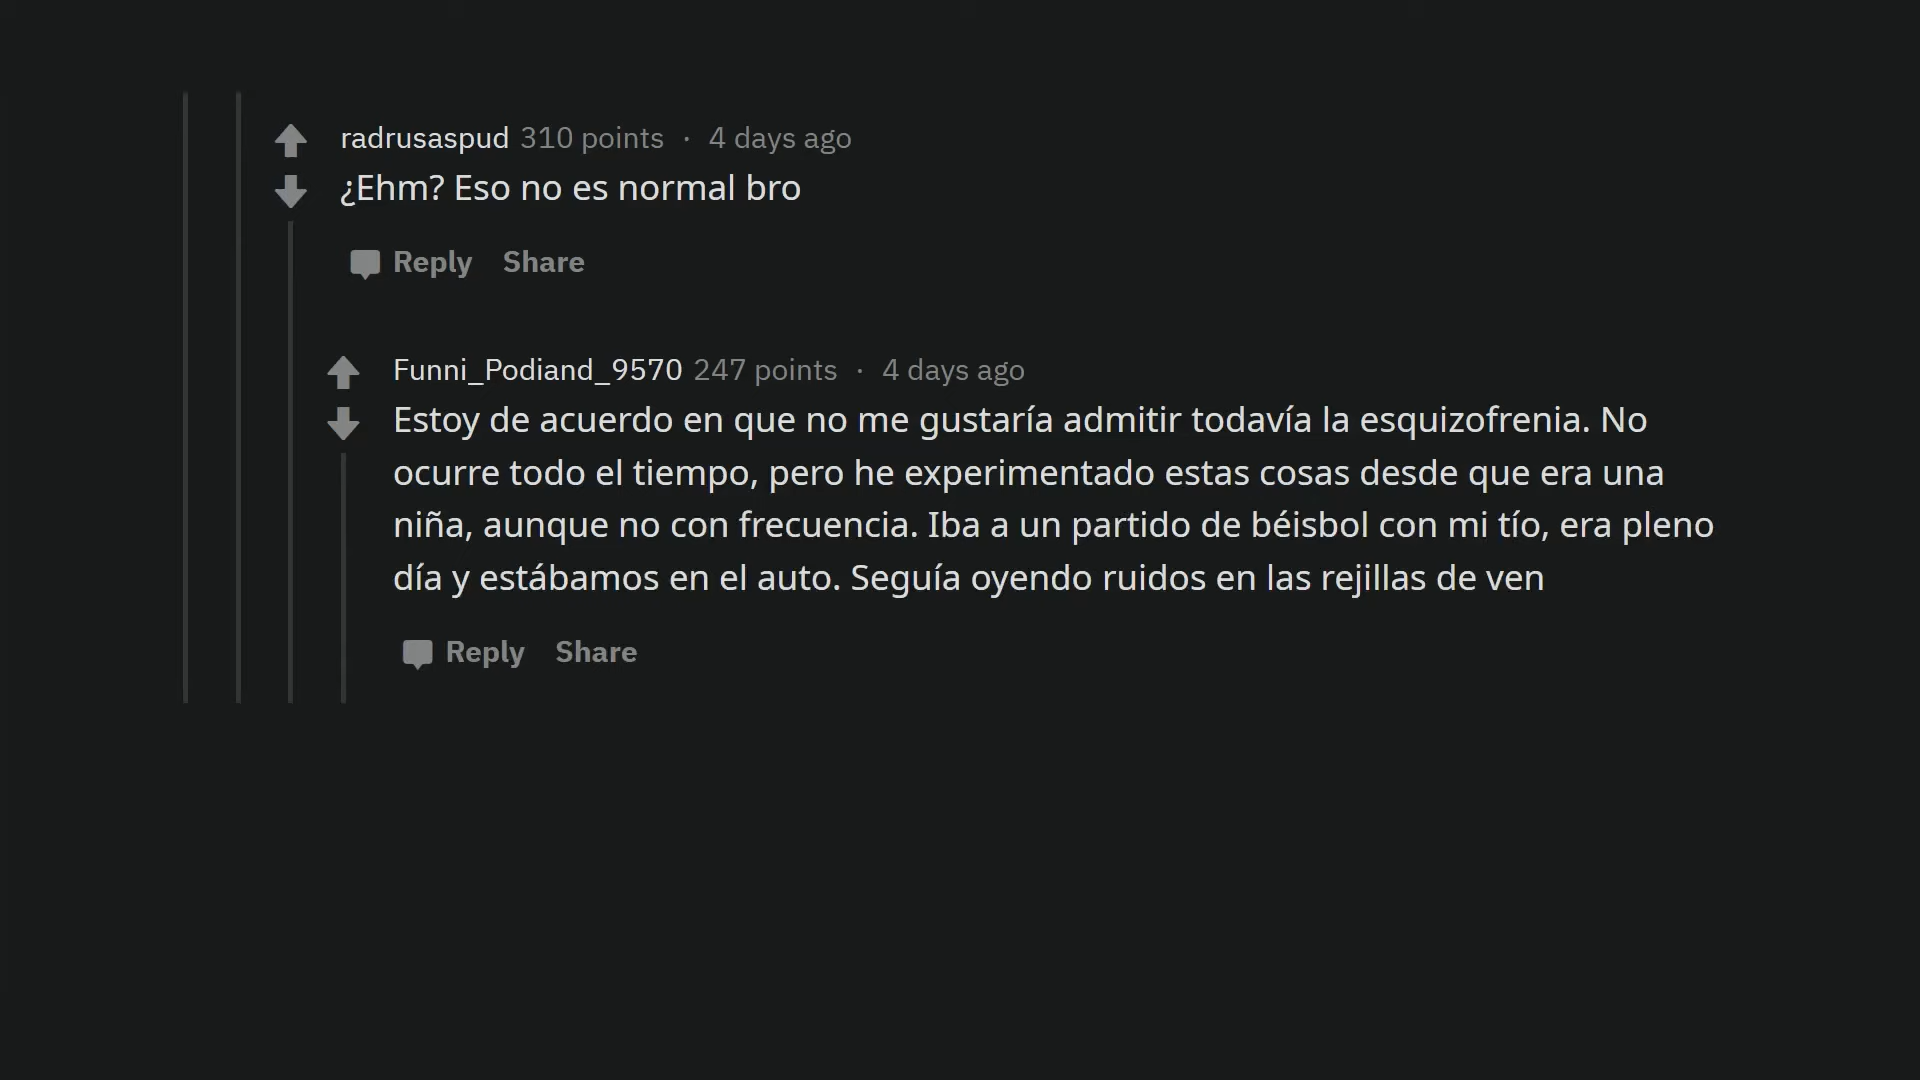 radrusaspud 310 points · 4 days ago
¿Ehm? Eso no es normal bro
Reply Share
Funni_Podiand_9570 247 points · 4 days ago
Estoy de acuerdo en que no me gustaría admitir todavía la esquizofrenia. No
ocurre todo el tiempo, pero he experimentado estas cosas desde que era una
niña, aunque no con frecuencia. Iba a un partido de béisbol con mi tío, era pleno
día y estábamos en el auto. Seguía oyendo ruidos en las rejillas de ven
Reply Share